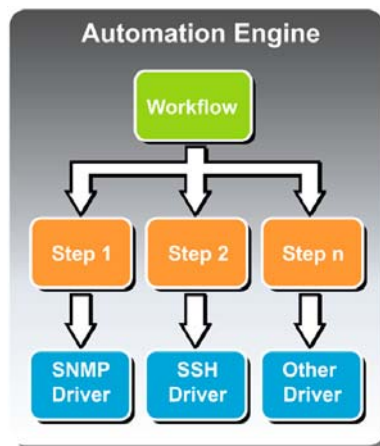 Automation Engine
Workflow
Step 1
Step 2
Step n
SNMP
Driver
SSH
Driver
Other
Driver